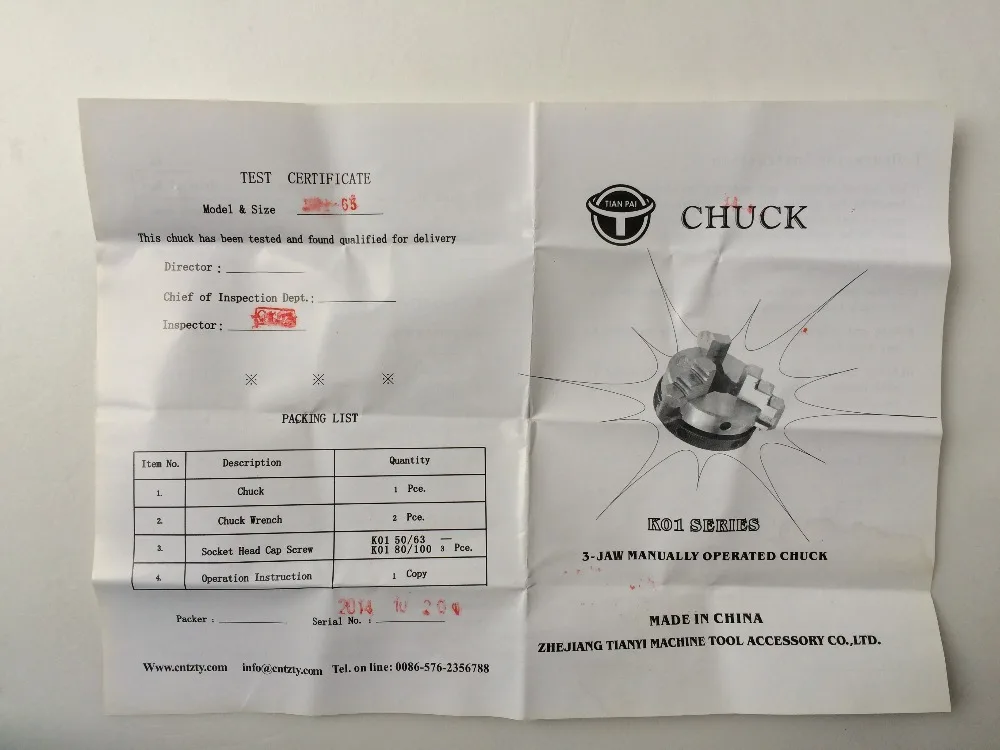 TEST CERTIFICATE
Model & Size 63
This chuck has been tested and found qualified for delivery
Director :
Chief of Inspection Dept.:
Inspector:
※ ※ ※
PACKING LIST
Item No. Description Quantity
1. Chuck 1 Pce.
2. Chuck Wrench 2 Pce.
3. Socket Head Cap Screw K01 50/63 —
K01 80/100 3 Pce.
4. Operation Instruction 1 Copy
2014 10 20
Packer : Serial No. :
Www.cntzty.com info@cntzty.com Tel. on line: 0086-576-2356788
TIAN PAI
CHUCK
K01 SERIES
3-JAW MANUALLY OPERATED CHUCK
MADE IN CHINA
ZHEJIANG TIANYI MACHINE TOOL ACCESSORY CO.,LTD.